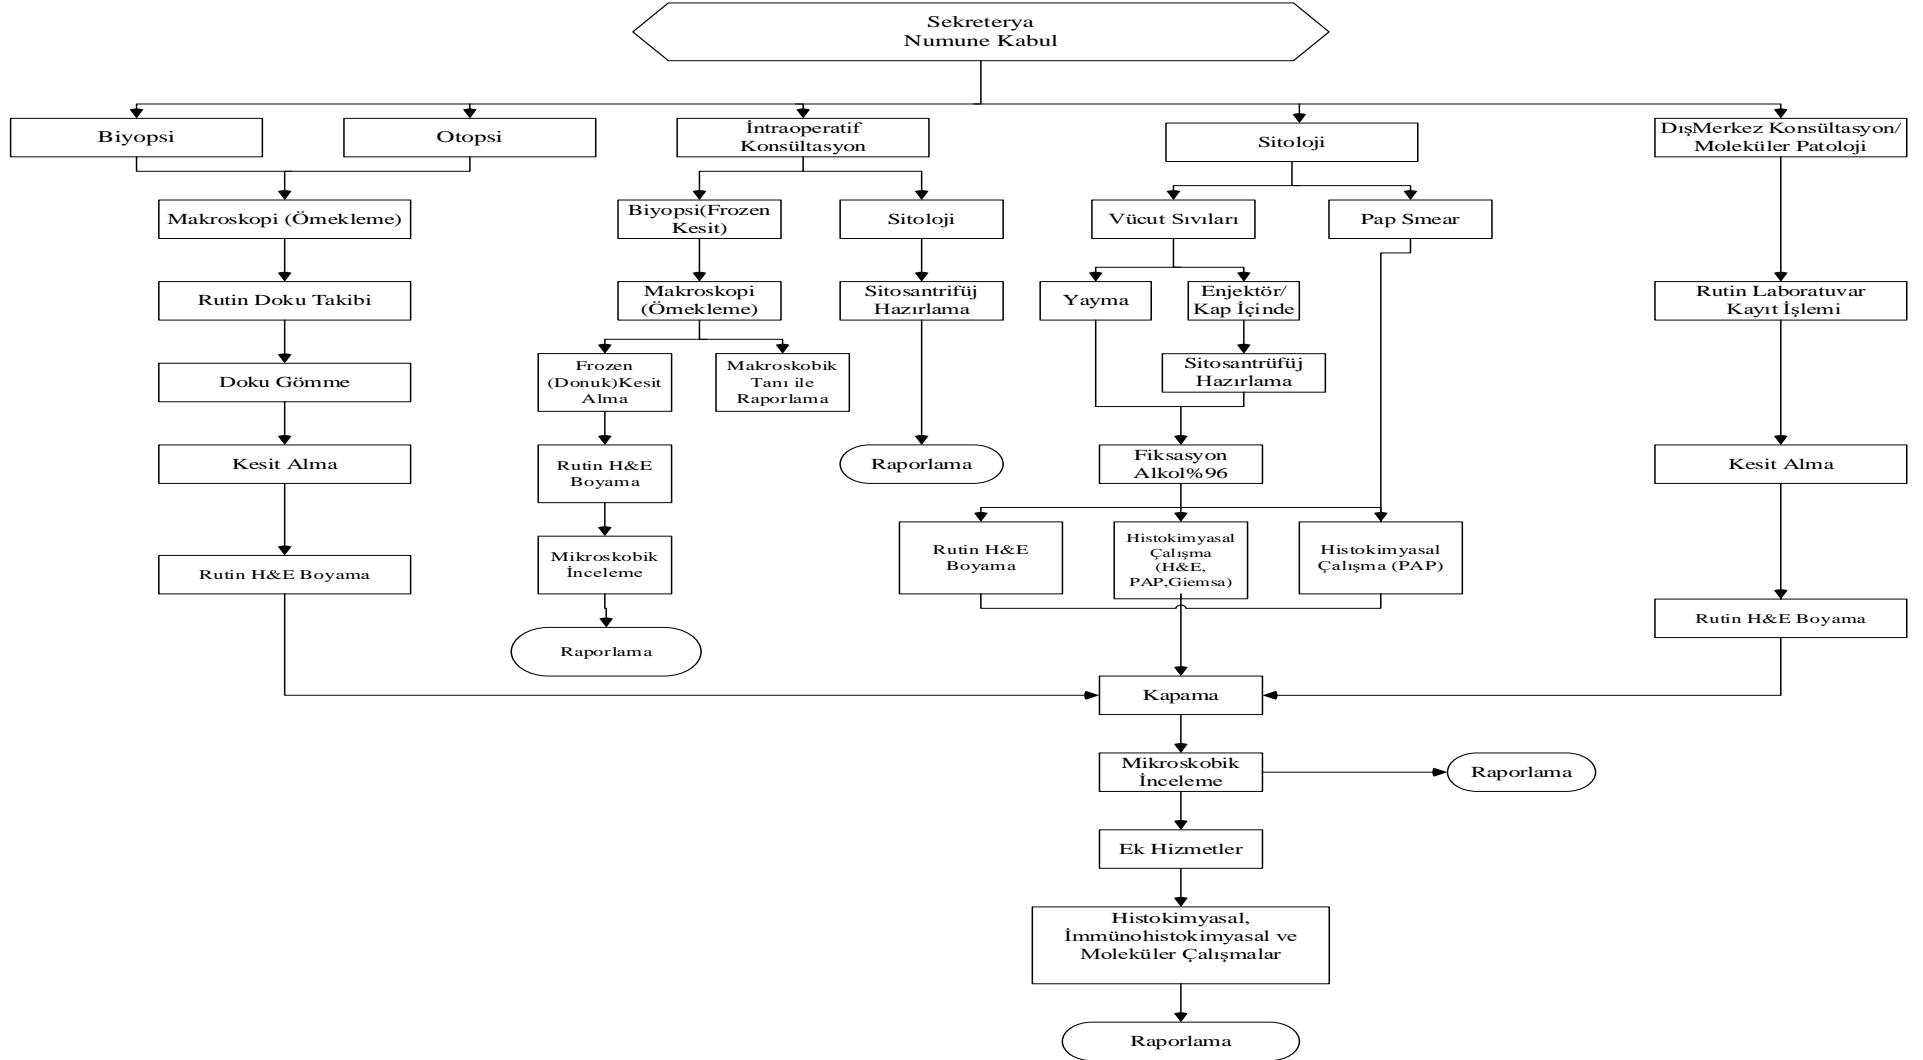 Sekreterya
Numune Kabul
Biyopsi
Otopsi
İntraoperatif
Konsültasyon
Sitoloji
DışMerkez Konsültasyon/
Moleküler Patoloji
Makroskopi (Örnekleme)
Biyopsi(Frozen
Kesit)
Sitoloji
Vücut Sıvıları
Pap Smear
Rutin Doku Takibi
Makroskopi
(Örnekleme)
Sitosantrifüj
Hazırlama
Yayma
Enjektör/
Kap İçinde
Rutin Laboratuvar
Kayıt İşlemi
Doku Gömme
Frozen
(Donuk)Kesit
Alma
Makroskobik
Tanı ile
Raporlama
Sitosantrüfüj
Hazırlama
Kesit Alma
Rutin H&E
Boyama
Raporlama
Fiksasyon
Alkol%96
Kesit Alma
Rutin H&E Boyama
Mikroskobik
İnceleme
Rutin H&E
Boyama
Histokimyasal
Çalışma
(H&E,
PAP,Giemsa)
Histokimyasal
Çalışma (PAP)
Rutin H&E Boyama
Raporlama
Kapama
Mikroskobik
İnceleme
Raporlama
Ek Hizmetler
Histokimyasal,
İmmünohistokimyasal ve
Moleküler Çalışmalar
Raporlama